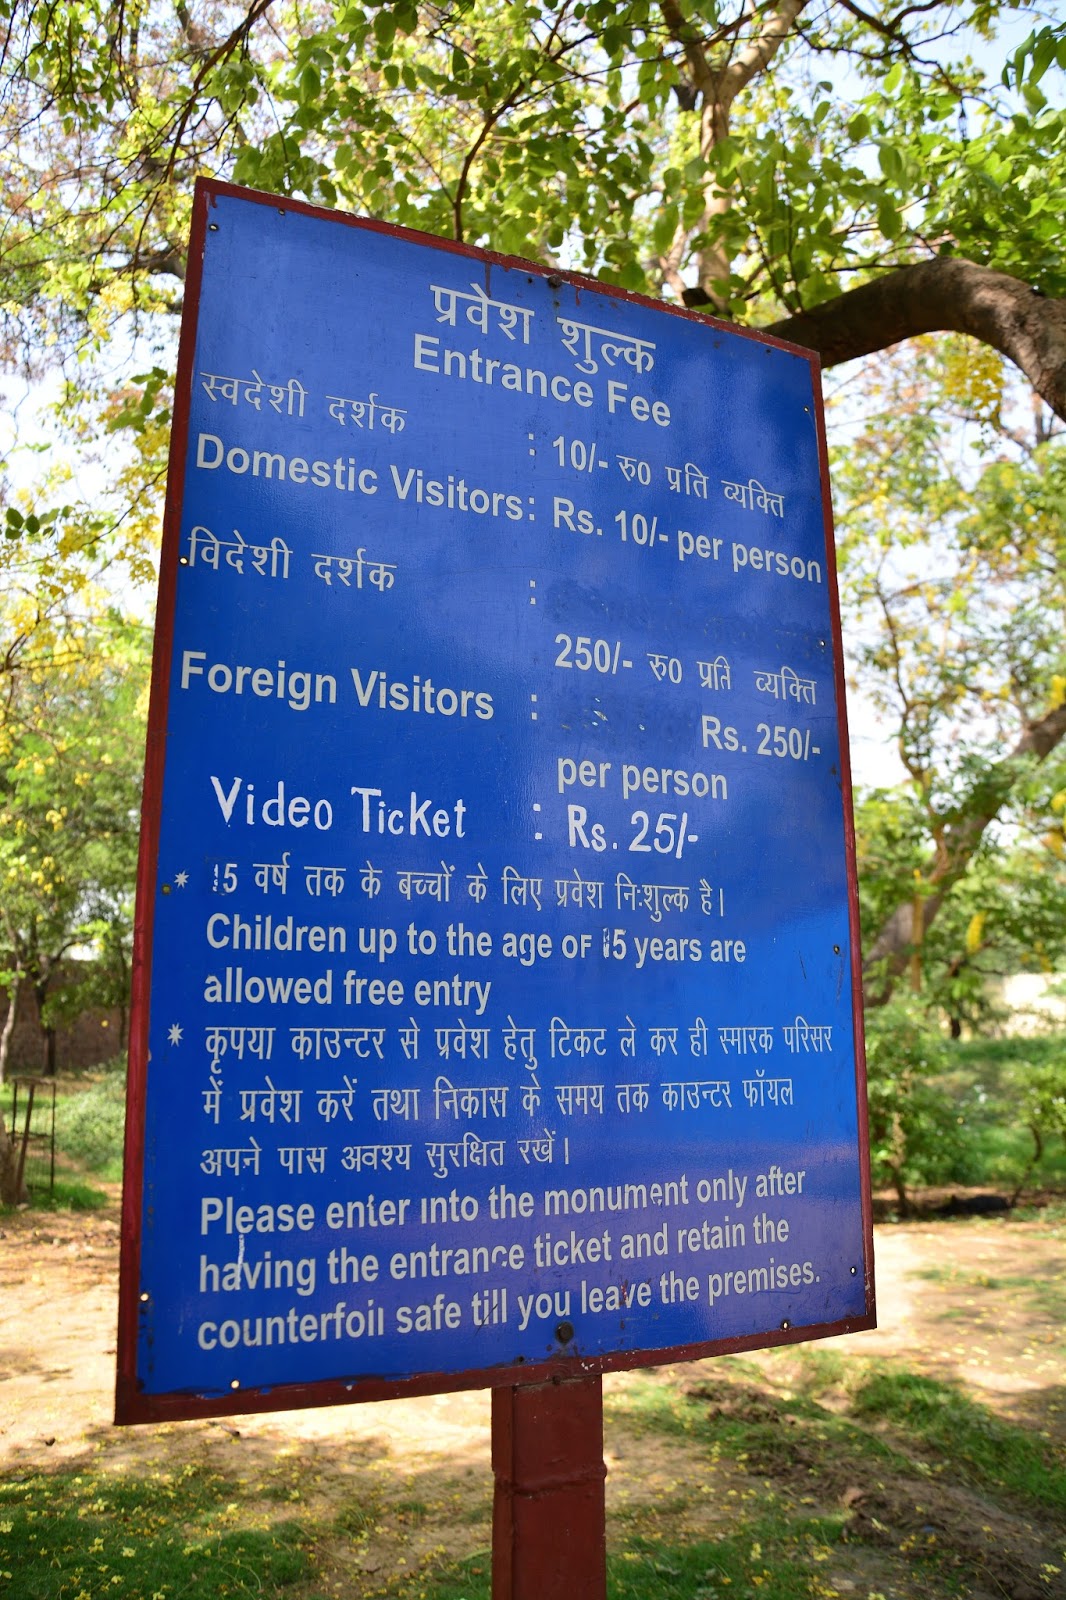 प्रवेश शुल्क
Entrance Fee
स्वदेशी दर्शक : 10/- रु0 प्रति व्यक्ति
Domestic Visitors : Rs. 10/- per person
विदेशी दर्शक :
250/- रु0 प्रति व्यक्ति
Foreign Visitors : Rs. 250/-
per person
Video Ticket : Rs. 25/-
* 15 वर्ष तक के बच्चों के लिए प्रवेश निःशुल्क है।
Children up to the age of 15 years are
allowed free entry
* कृपया काउन्टर से प्रवेश हेतु टिकट ले कर ही स्मारक परिसर
में प्रवेश करें तथा निकास के समय तक काउन्टर फॉयल
अपने पास अवश्य सुरक्षित रखें।
Please enter into the monument only after
having the entrance ticket and retain the
counterfoil safe till you leave the premises.